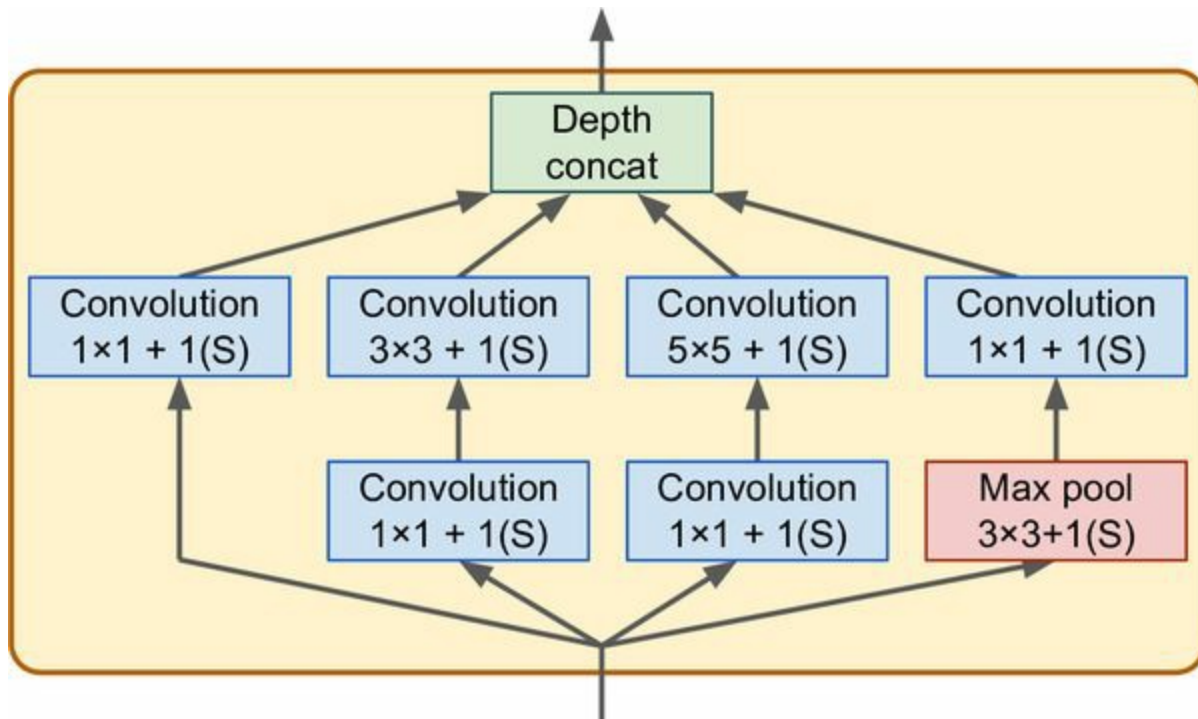 Depth
concat
Convolution
1×1 + 1(S)
Convolution
3×3 + 1(S)
Convolution
5×5 + 1(S)
Convolution
1×1 + 1(S)
Convolution
1×1 + 1(S)
Convolution
1×1 + 1(S)
Max pool
3×3+1(S)